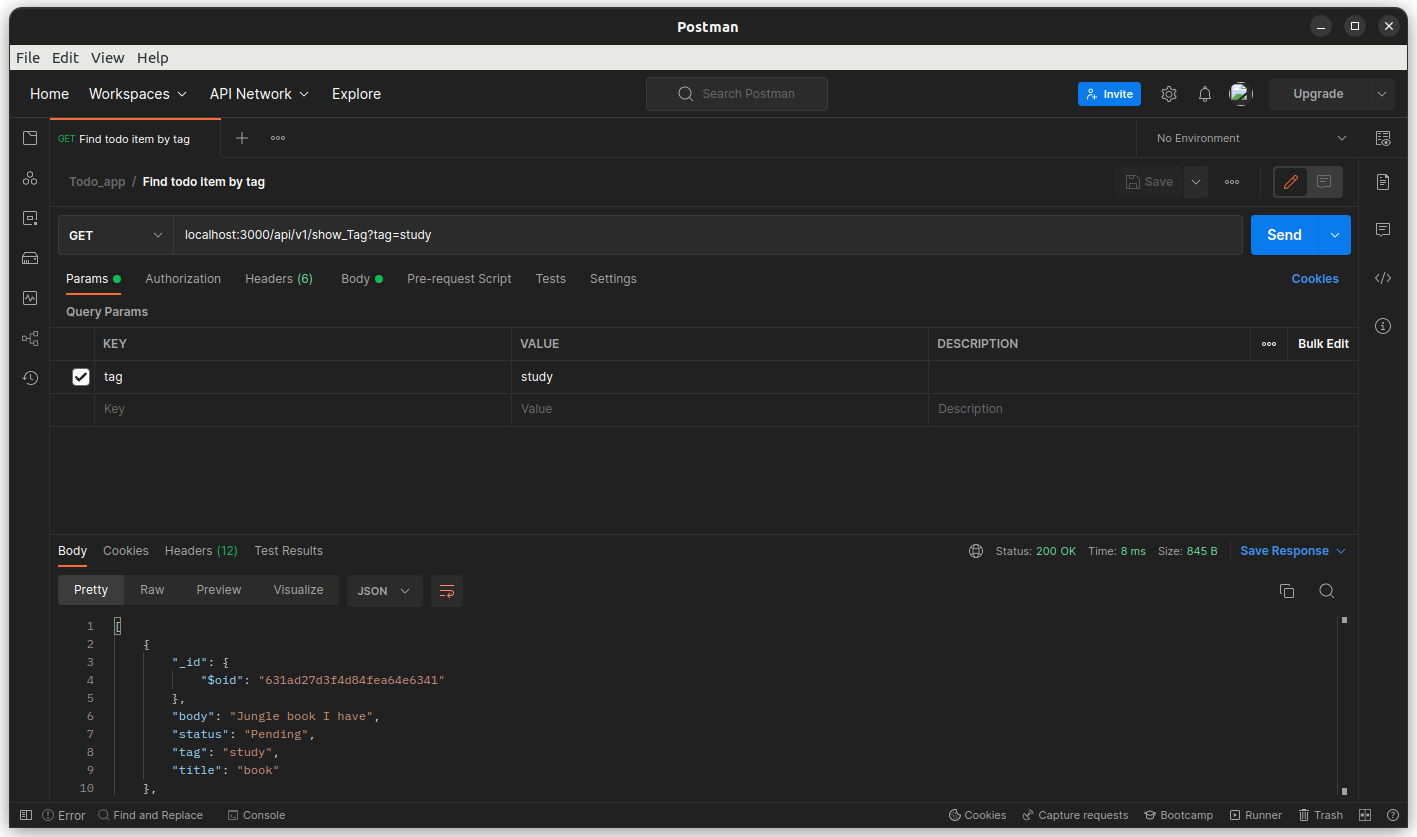 Postman
File Edit View Help
Home Workspaces API Network Explore Search Postman Invite Upgrade
GET Find todo item by tag No Environment
Todo_app / Find todo item by tag Save
GET localhost:3000/api/v1/show_Tag?tag=study Send
Params Authorization Headers (6) Body Pre-request Script Tests Settings Cookies
Query Params
KEY VALUE DESCRIPTION Bulk Edit
tag study
Key Value Description
Body Cookies Headers (12) Test Results Status: 200 OK Time: 8 ms Size: 845 B Save Response
Pretty Raw Preview Visualize JSON
1 [
2 {
3 "_id": {
4 "$oid": "631ad27d3f4d84fea64e6341"
5 },
6 "body": "Jungle book I have",
7 "status": "Pending",
8 "tag": "study",
9 "title": "book"
10 },
Error Find and Replace Console Cookies Capture requests Bootcamp Runner Trash